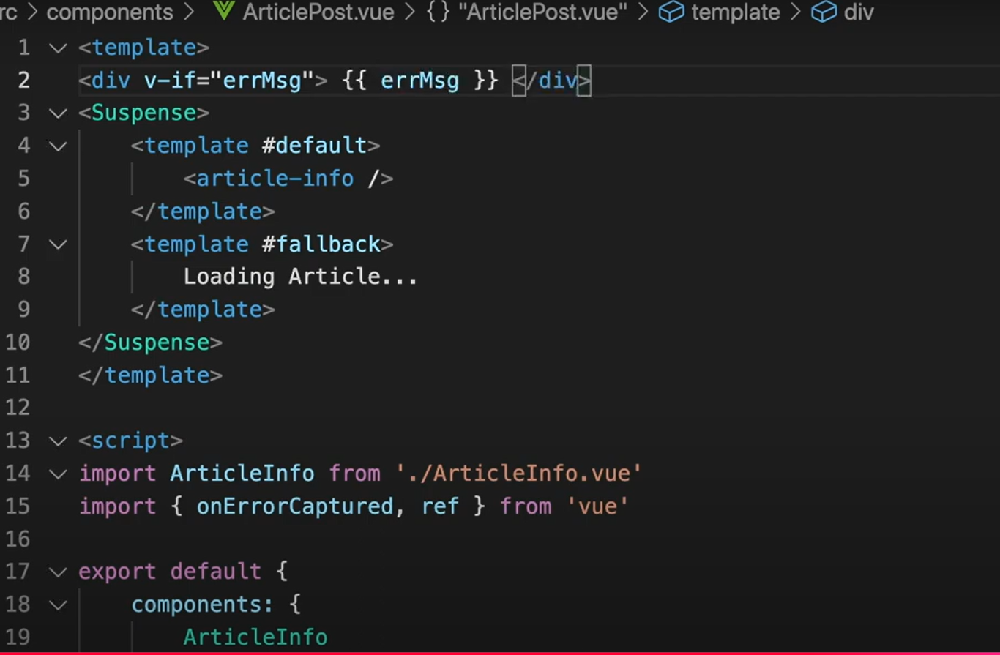 rc > components > ArticlePost.vue > {} "ArticlePost.vue" > template > div
1 <template>
2 <div v-if="errMsg"> {{ errMsg }} </div>
3 <Suspense>
4 <template #default>
5 <article-info />
6 </template>
7 <template #fallback>
8 Loading Article...
9 </template>
10 </Suspense>
11 </template>
12
13 <script>
14 import ArticleInfo from './ArticleInfo.vue'
15 import { onErrorCaptured, ref } from 'vue'
16
17 export default {
18 components: {
19 ArticleInfo